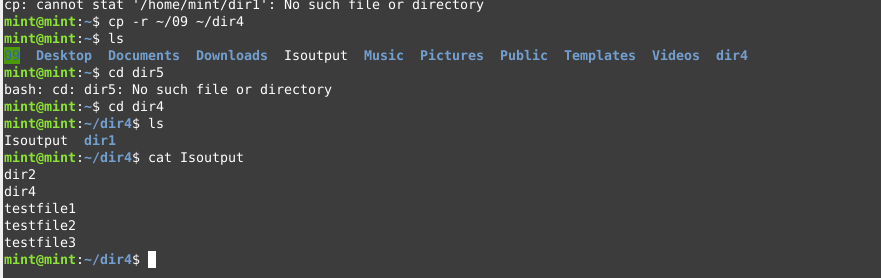 cp: cannot stat '/home/mint/dir1': No such file or directory
mint@mint:~$ cp -r ~/09 ~/dir4
mint@mint:~$ ls
09 Desktop Documents Downloads Isoutput Music Pictures Public Templates Videos dir4
mint@mint:~$ cd dir5
bash: cd: dir5: No such file or directory
mint@mint:~$ cd dir4
mint@mint:~/dir4$ ls
Isoutput dir1
mint@mint:~/dir4$ cat Isoutput
dir2
dir4
testfile1
testfile2
testfile3
mint@mint:~/dir4$